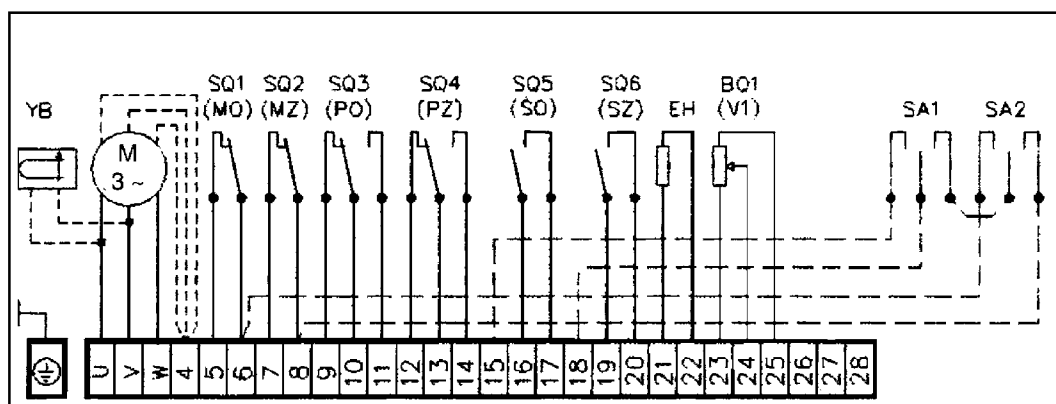 SQ1 SQ2 SQ3 SQ4 SQ5 SQ6 BQ1
YB (MO) (MZ) (PO) (PZ) (SO) (SZ) EH (V1) SA1 SA2
M
3 ~
U V W 4 5 6 7 8 9 10 11 12 13 14 15 16 17 18 19 20 21 22 23 24 25 26 27 28